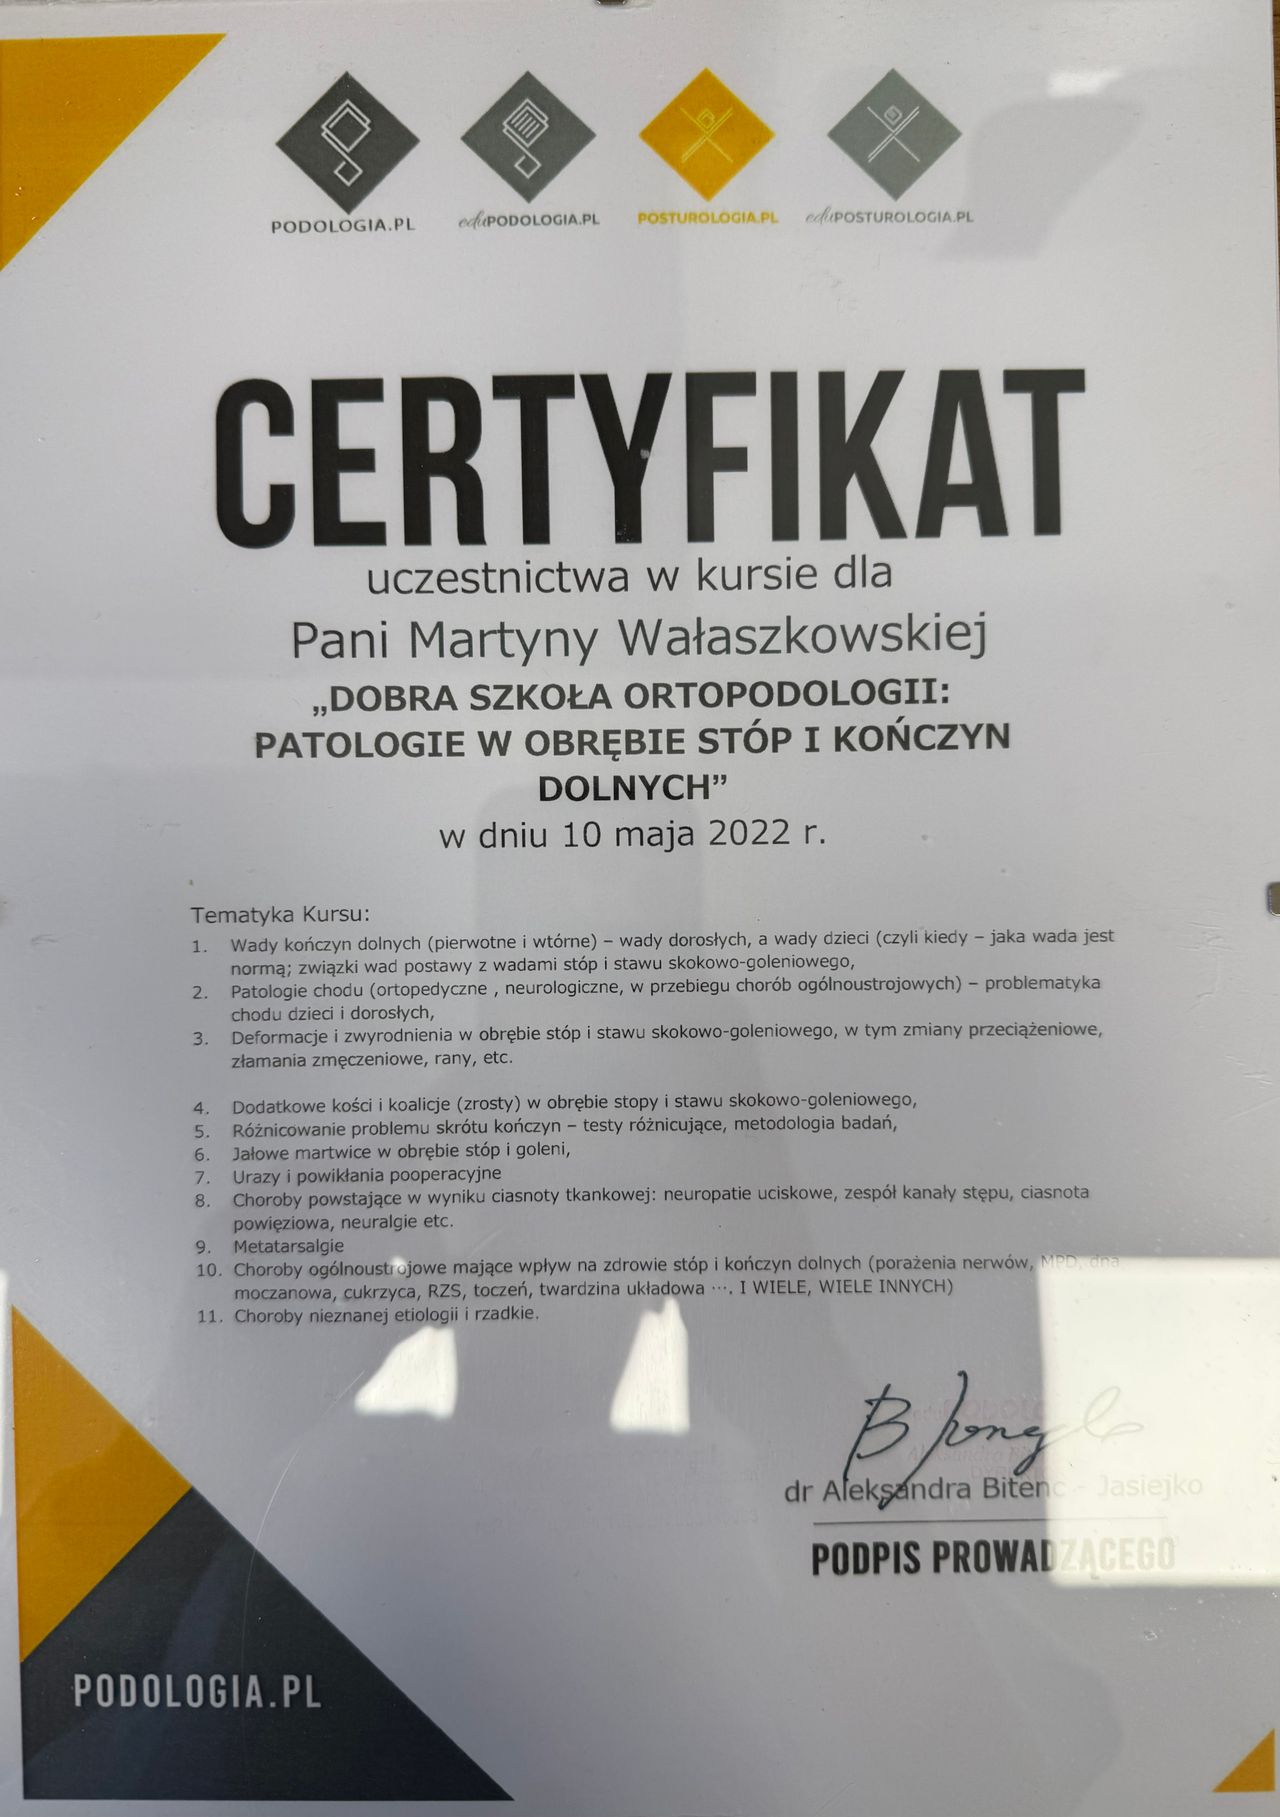 PODOLOGIA.PL
eduPODOLOGIA.PL
POSTUROLOGIA.PL
eduPOSTUROLOGIA.PL
CERTYFIKAT
uczestnictwa w kursie dla
Pani Martyny Wałaszkowskiej
„DOBRA SZKOŁA ORTOPODOLOGII:
PATOLOGIE W OBRĘBIE STÓP I KOŃCZYN
DOLNYCH”
w dniu 10 maja 2022 r.
Tematyka Kursu:
1. Wady kończyn dolnych (pierwotne i wtórne) – wady dorosłych, a wady dzieci (czyli kiedy – jaka wada jest
normą; związki wad postawy z wadami stóp i stawu skokowo-goleniowego,
2. Patologie chodu (ortopedyczne , neurologiczne, w przebiegu chorób ogólnoustrojowych) – problematyka
chodu dzieci i dorosłych,
3. Deformacje i zwyrodnienia w obrębie stóp i stawu skokowo-goleniowego, w tym zmiany przeciążeniowe,
złamania zmęczeniowe, rany, etc.
4. Dodatkowe kości i koalicje (zrosty) w obrębie stopy i stawu skokowo-goleniowego,
5. Różnicowanie problemu skrótu kończyn – testy różnicujące, metodologia badań,
6. Jałowe martwice w obrębie stóp i goleni,
7. Urazy i powikłania pooperacyjne
8. Choroby powstające w wyniku ciasnoty tkankowej: neuropatie uciskowe, zespół kanały stępu, ciasnota
powięziowa, neuralgie etc.
9. Metatarsalgie
10. Choroby ogólnoustrojowe mające wpływ na zdrowie stóp i kończyn dolnych (porażenia nerwów, MPD, dna
moczanowa, cukrzyca, RZS, toczeń, twardzina układowa .... I WIELE, WIELE INNYCH)
11. Choroby nieznanej etiologii i rzadkie.
dr Aleksandra Bitenc - Jasiejko
PODPIS PROWADZĄCEGO
PODOLOGIA.PL